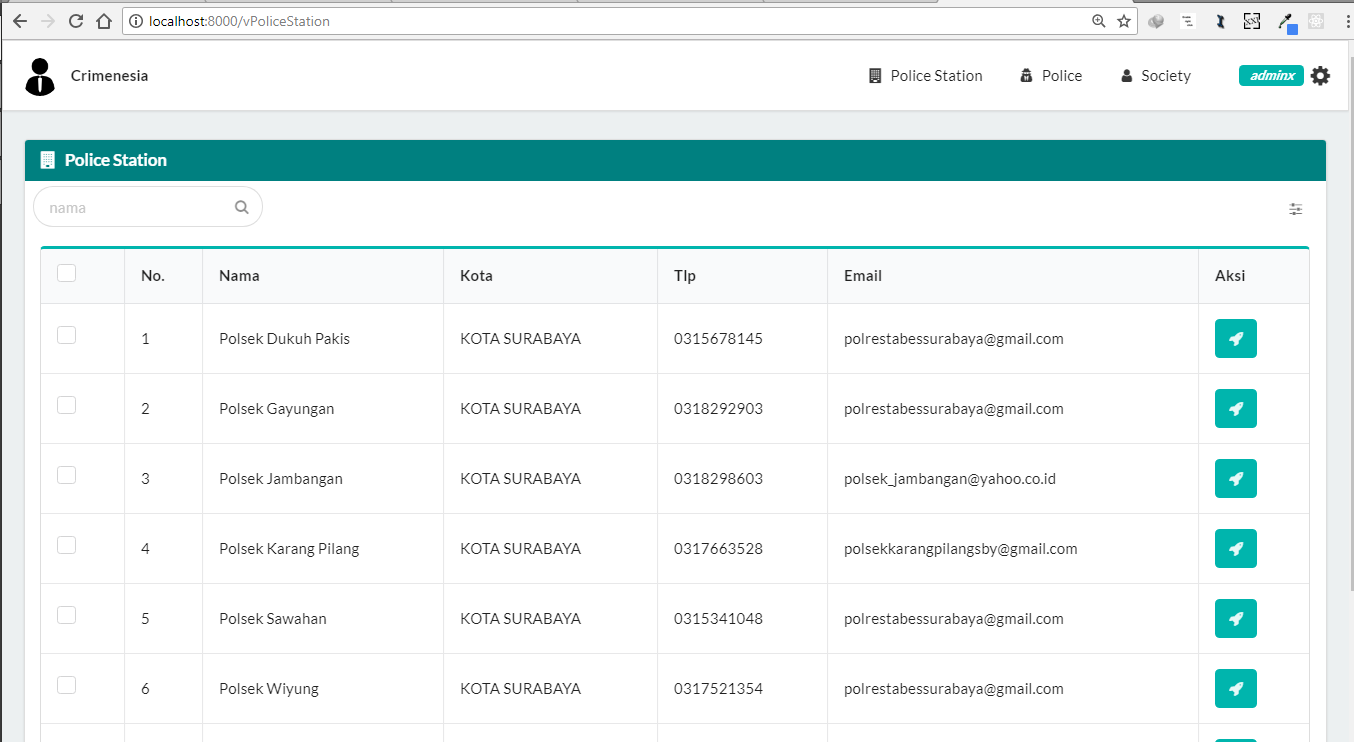 localhost:8000/vPoliceStation
Crimenesia
Police Station
Police
Society
adminx
Police Station
nama
No. Nama Kota Tlp Email Aksi
1 Polsek Dukuh Pakis KOTA SURABAYA 0315678145 polrestabessurabaya@gmail.com
2 Polsek Gayungan KOTA SURABAYA 0318292903 polrestabessurabaya@gmail.com
3 Polsek Jambangan KOTA SURABAYA 0318298603 polsek_jambangan@yahoo.co.id
4 Polsek Karang Pilang KOTA SURABAYA 0317663528 polsekkarangpilangsby@gmail.com
5 Polsek Sawahan KOTA SURABAYA 0315341048 polrestabessurabaya@gmail.com
6 Polsek Wiyung KOTA SURABAYA 0317521354 polrestabessurabaya@gmail.com